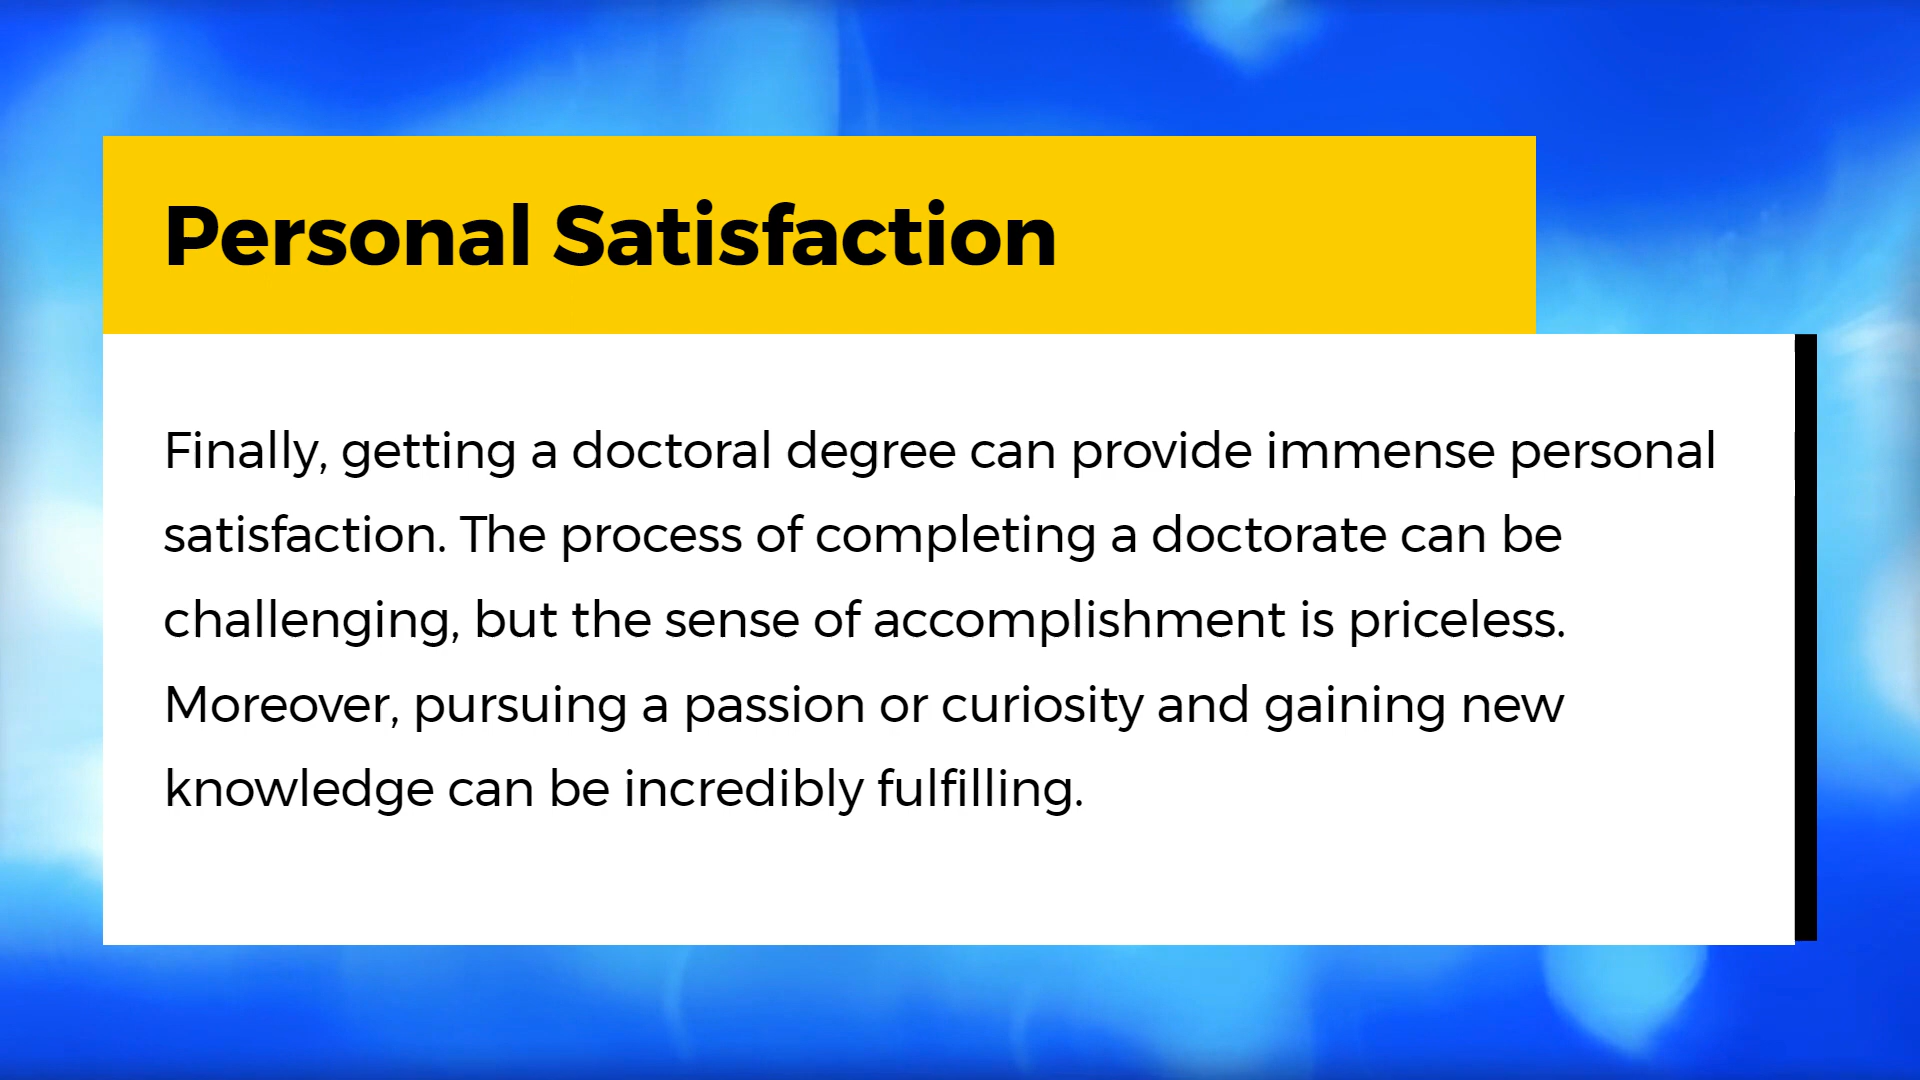 Personal Satisfaction
Finally, getting a doctoral degree can provide immense personal
satisfaction. The process of completing a doctorate can be
challenging, but the sense of accomplishment is priceless.
Moreover, pursuing a passion or curiosity and gaining new
knowledge can be incredibly fulfilling.